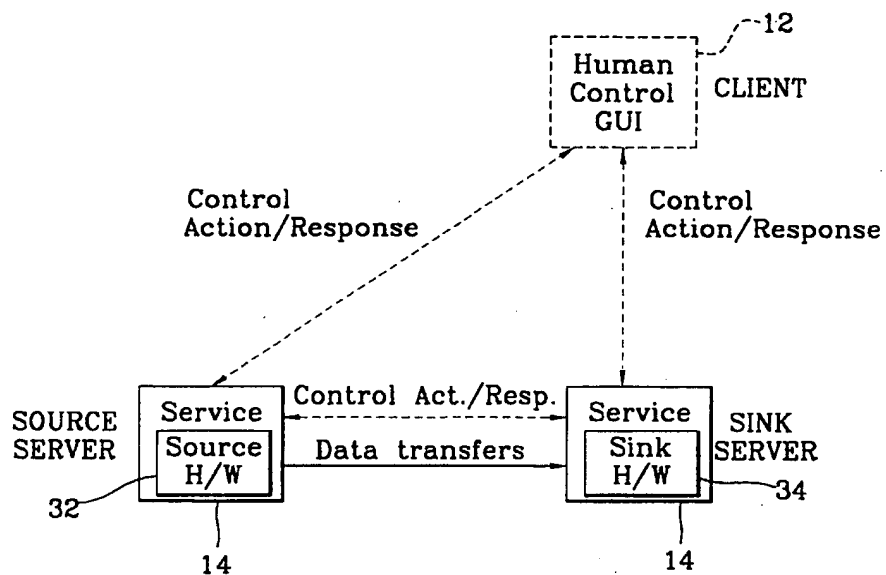 12
Human
Control
GUI
CLIENT
Control
Action/Response
Control
Action/Response
SOURCE
SERVER
Service
Source
H/W
Control Act./Resp.
Data transfers
Service
Sink
H/W
SINK
SERVER
32
14
34
14